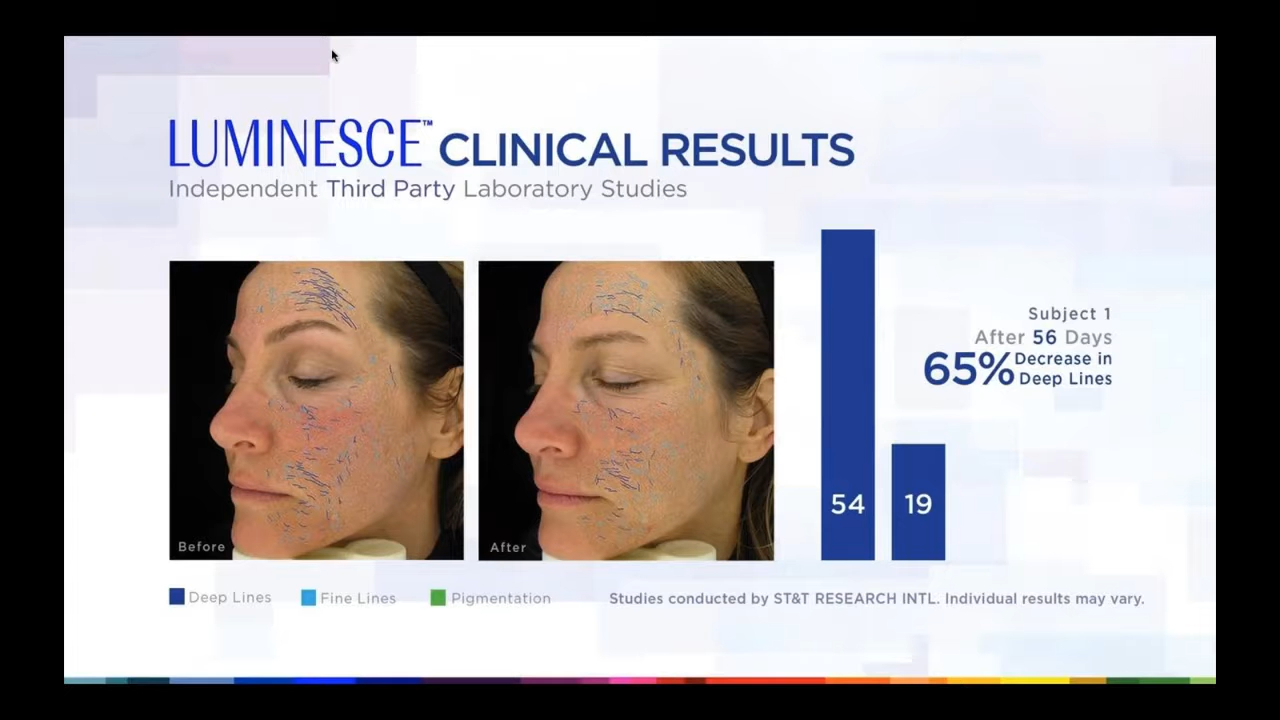 LUMINESCE™ CLINICAL RESULTS
Independent Third Party Laboratory Studies
Before
After
54
19
Subject 1
After 56 Days
65% Decrease in
Deep Lines
Deep Lines
Fine Lines
Pigmentation
Studies conducted by ST&T RESEARCH INTL. Individual results may vary.